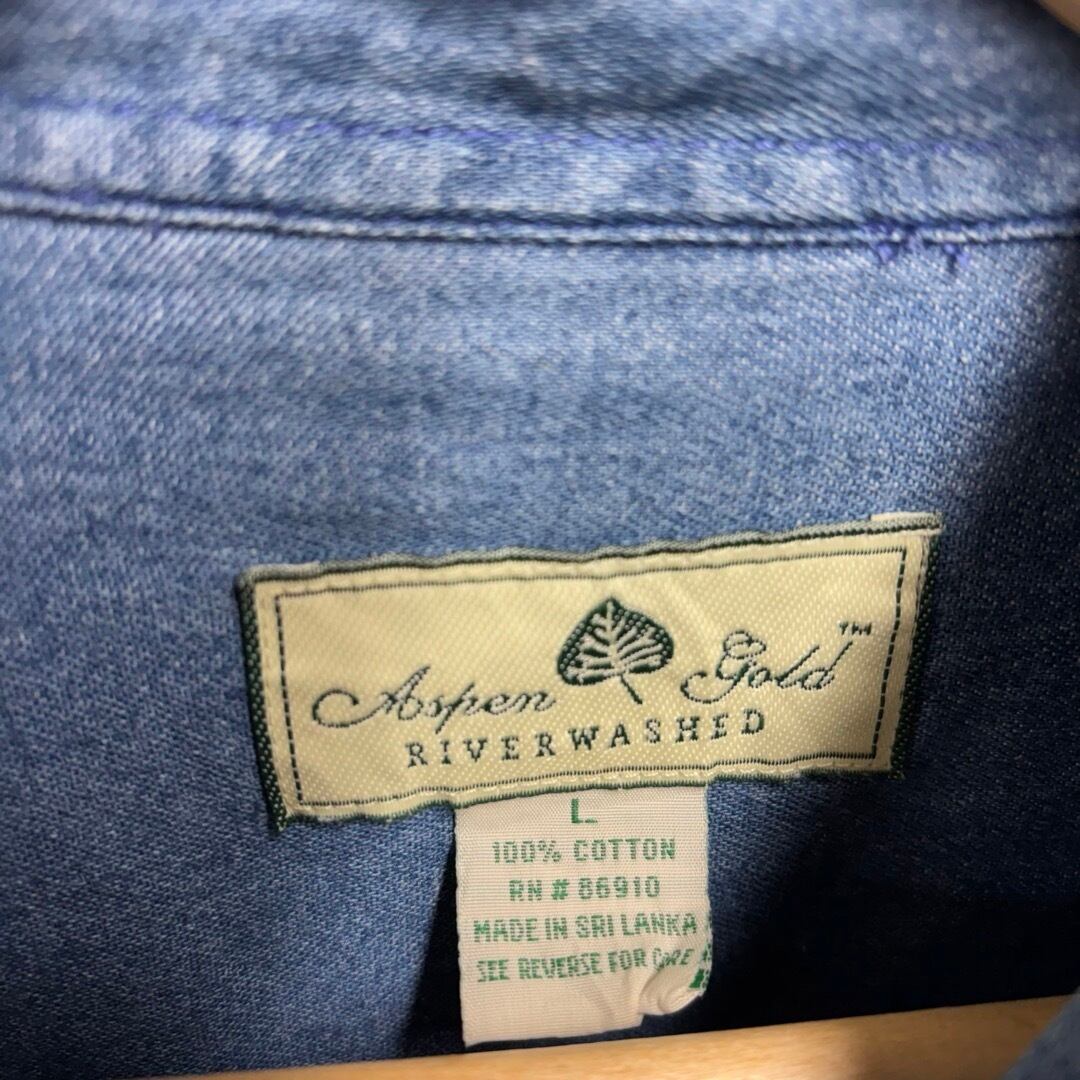 Aspen Gold™
RIVERWASHED
L
100% COTTON
RN # 86910
MADE IN SRI LANKA
SEE REVERSE FOR CARE